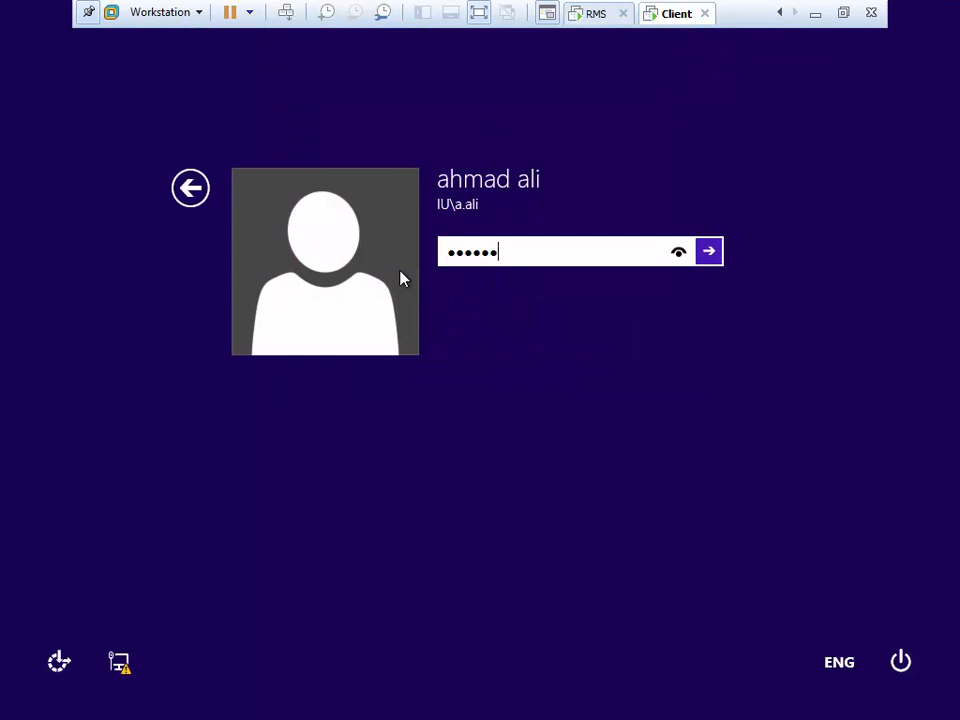 Workstation
RMS
Client
ahmad ali
IU\a.ali
••••••
ENG